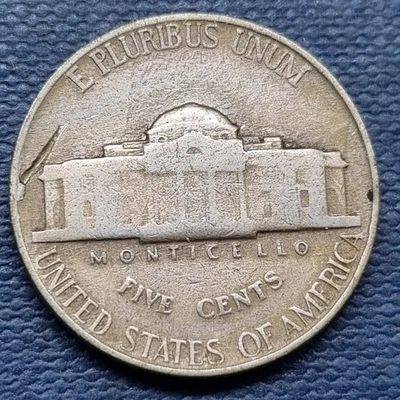 E PLURIBUS UNUM
MONTICELLO
FIVE CENTS
UNITED STATES OF AMERICA